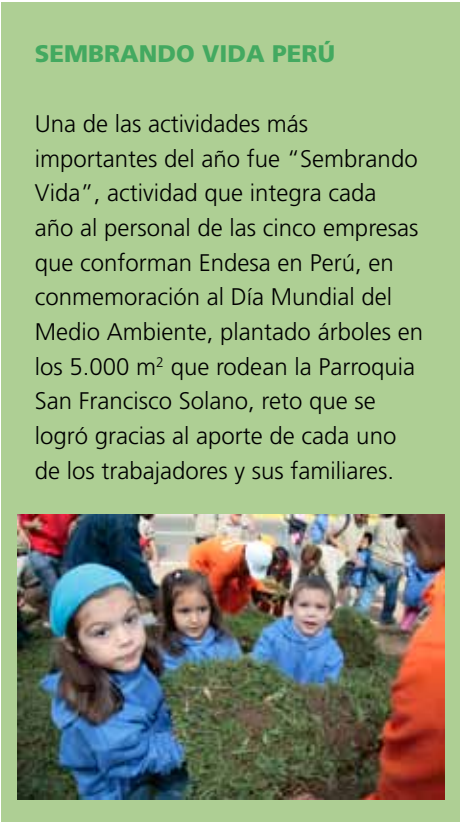 SEMBRANDO VIDA PERÚ
Una de las actividades más
importantes del año fue “Sembrando
Vida”, actividad que integra cada
año al personal de las cinco empresas
que conforman Endesa en Perú, en
conmemoración al Día Mundial del
Medio Ambiente, plantado árboles en
los 5.000 m² que rodean la Parroquia
San Francisco Solano, reto que se
logró gracias al aporte de cada uno
de los trabajadores y sus familiares.